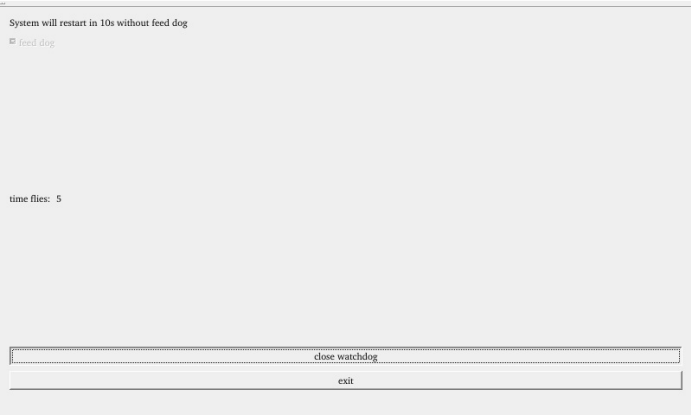 System will restart in 10s without feed dog
feed dog
time flies: 5
close watchdog
exit